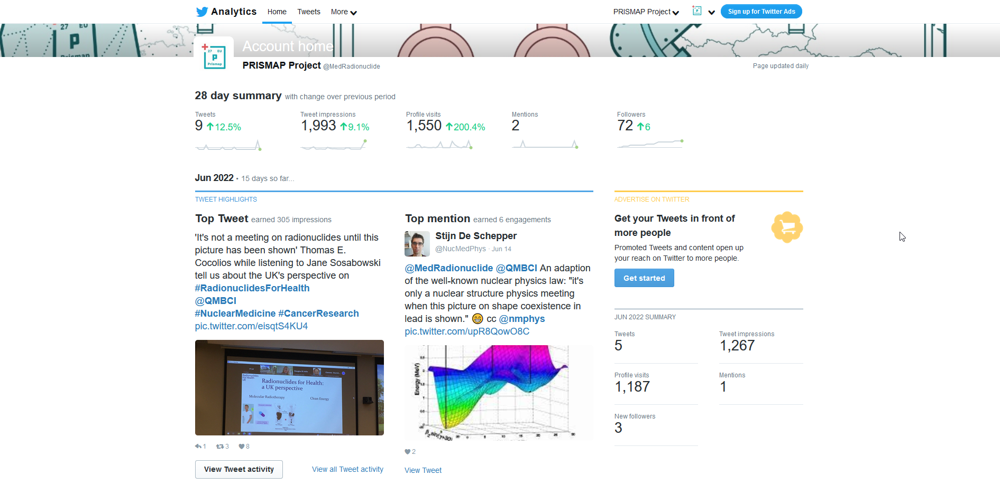 Analytics
Home
Tweets
More
PRISMAP Project
Sign up for Twitter Ads
27 EU
P
Prismap
27 EU
P
Prismap
Account home
PRISMAP Project @MedRadionuclide
Page updated daily
28 day summary with change over previous period
Tweets
9 12.5%
Tweet impressions
1,993 9.1%
Profile visits
1,550 200.4%
Mentions
2
Followers
72 6
Jun 2022 • 15 days so far...
TWEET HIGHLIGHTS
Top Tweet earned 305 impressions
'It's not a meeting on radionuclides until this
picture has been shown' Thomas E.
Cocolios while listening to Jane Sosabowski
tell us about the UK's perspective on
#RadionuclidesForHealth
@QMBCI
#NuclearMedicine #CancerResearch
pic.twitter.com/eisqtS4KU4
Radionuclides
For Health
UK
Radionuclides for Health:
a UK perspective
Molecular Radiotherapy
Clean Energy
1
3
8
View Tweet activity
View all Tweet activity
Top mention earned 6 engagements
Stijn De Schepper
@NucMedPhys · Jun 14
@MedRadionuclide @QMBCI An adaption
of the well-known nuclear physics law: "it's
only a nuclear structure physics meeting
when this picture on shape coexistence in
lead is shown." 😁 cc @nmphys
pic.twitter.com/upR8QowO8C
Energy (MeV)
2
View Tweet
ADVERTISE ON TWITTER
Get your Tweets in front of
more people
Promoted Tweets and content open up
your reach on Twitter to more people.
Get started
JUN 2022 SUMMARY
Tweets
5
Tweet impressions
1,267
Profile visits
1,187
Mentions
1
New followers
3